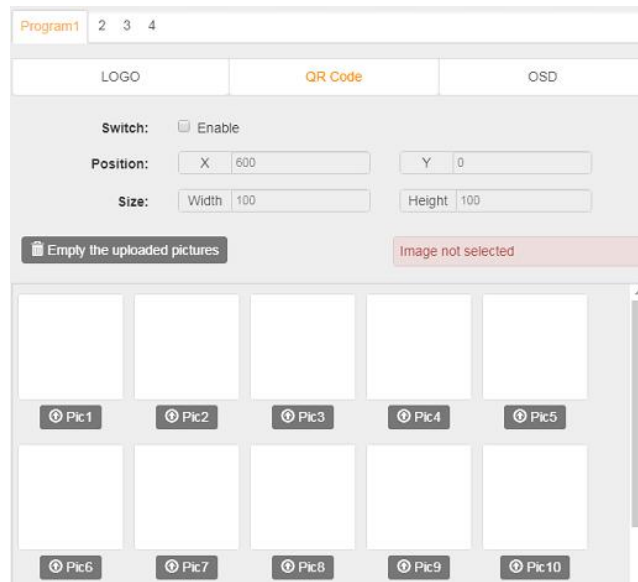 Program1 2 3 4
LOGO QR Code OSD
Switch: Enable
Position: X 600 Y 0
Size: Width 100 Height 100
Empty the uploaded pictures Image not selected
Pic1 Pic2 Pic3 Pic4 Pic5
Pic6 Pic7 Pic8 Pic9 Pic10